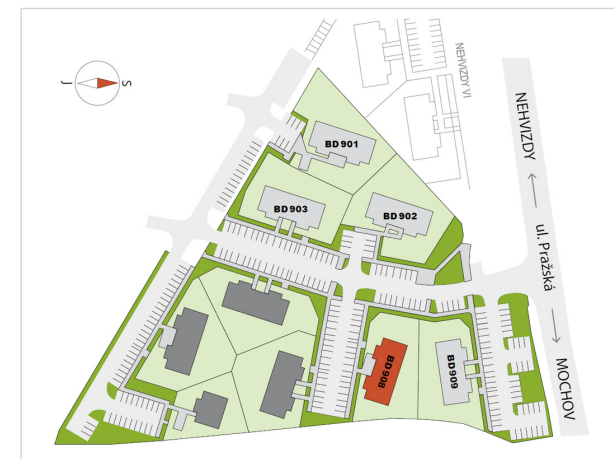 J
S
NEHVIZDY VI
NEHVIZDY
ul. Pražská
MOCHOV
BD 901
BD 903
BD 902
BD 908
BD 909